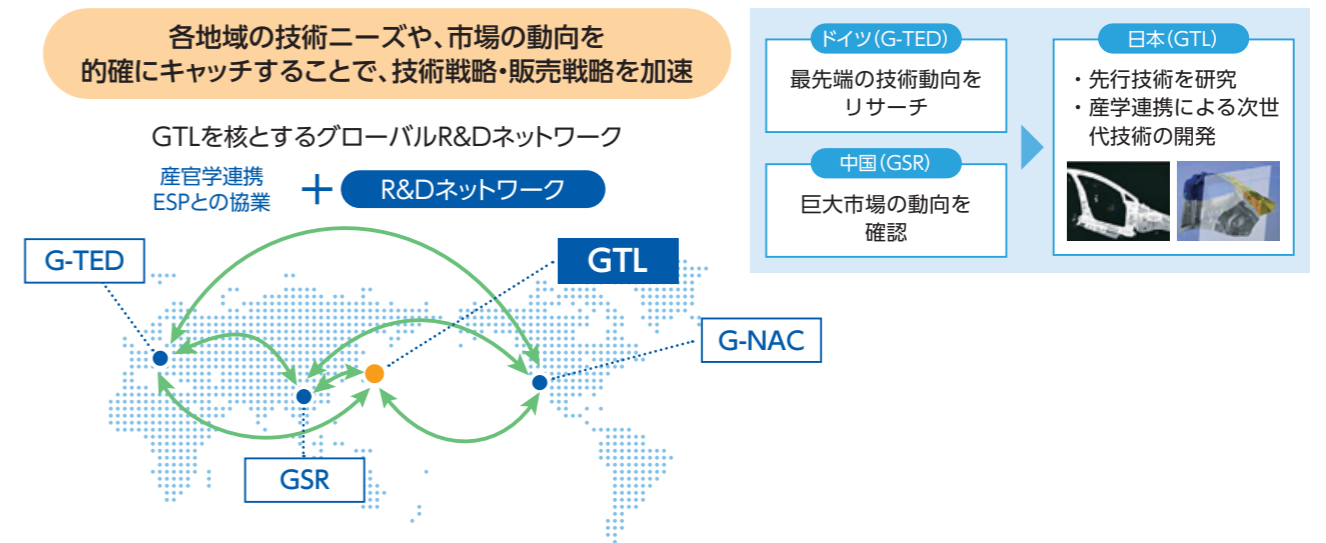 各地域の技術ニーズや、市場の動向を
的確にキャッチすることで、技術戦略・販売戦略を加速
GTLを核とするグローバルR&Dネットワーク
産官学連携
ESPとの協業
+
R&Dネットワーク
G-TED
GTL
G-NAC
GSR
ドイツ(G-TED)
最先端の技術動向を
リサーチ
中国(GSR)
巨大市場の動向を
確認
日本(GTL)
・先行技術を研究
・産学連携による次世
代技術の開発